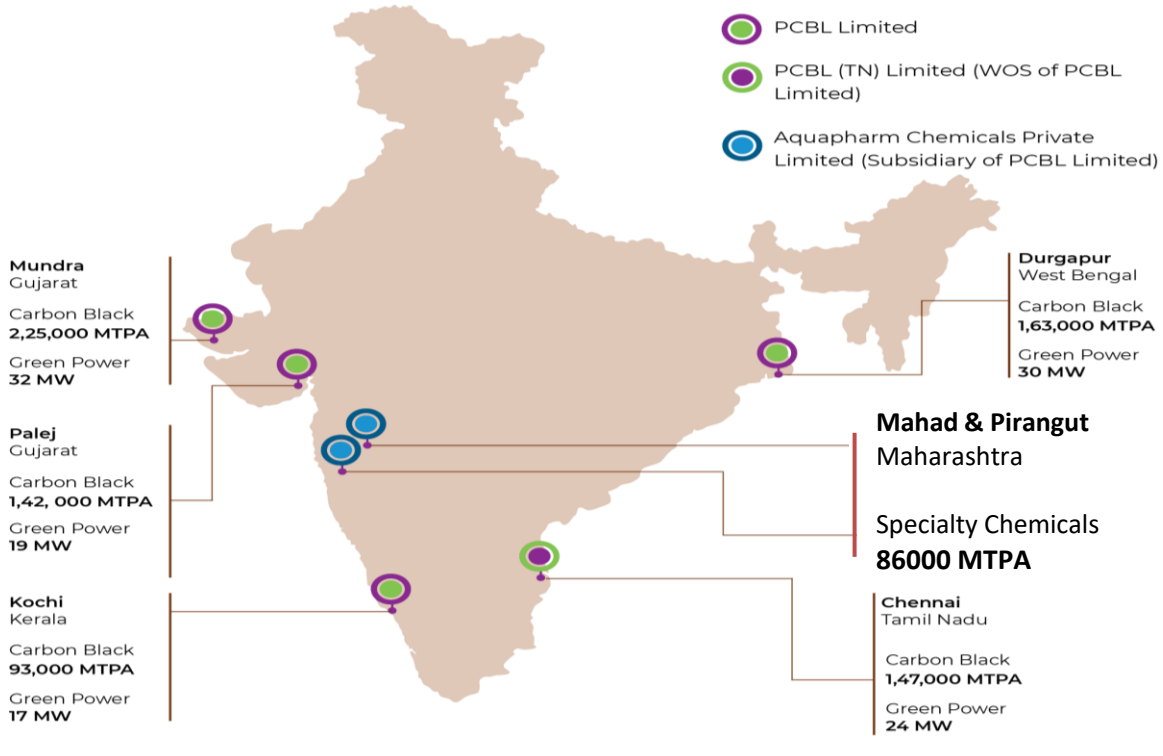 PCBL Limited
PCBL (TN) Limited (WOS of PCBL
Limited)
Aquapharm Chemicals Private
Limited (Subsidiary of PCBL Limited)
Mundra
Gujarat
Carbon Black
2,25,000 MTPA
Green Power
32 MW
Palej
Gujarat
Carbon Black
1,42, 000 MTPA
Green Power
19 MW
Kochi
Kerala
Carbon Black
93,000 MTPA
Green Power
17 MW
Durgapur
West Bengal
Carbon Black
1,63,000 MTPA
Green Power
30 MW
Mahad & Pirangut
Maharashtra
Specialty Chemicals
86000 MTPA
Chennai
Tamil Nadu
Carbon Black
1,47,000 MTPA
Green Power
24 MW